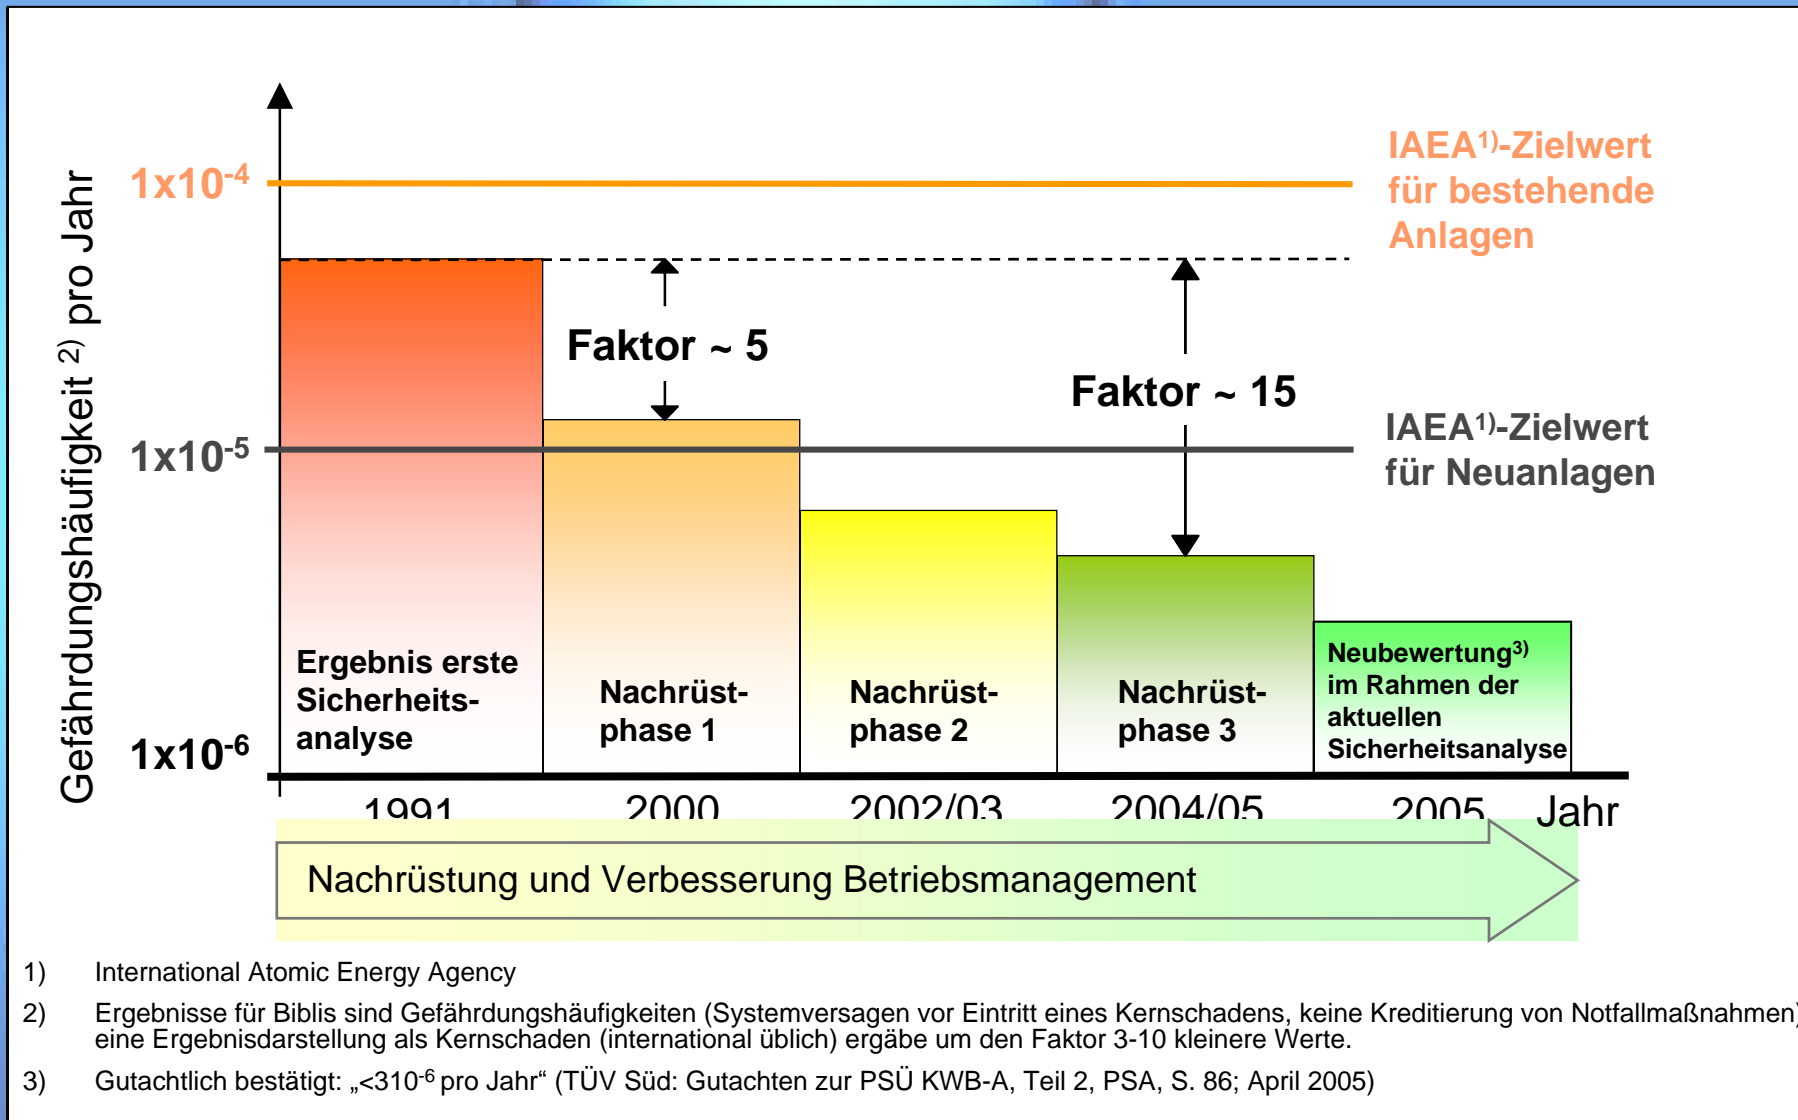 IAEA1)-Zielwert
für bestehende
Anlagen
1x10-4
Gefährdungshäufigkeit 2) pro Jahr
Faktor ~ 5
Faktor ~ 15
IAEA1)-Zielwert
für Neuanlagen
1x10-5
Ergebnis erste
Sicherheits-
analyse
Nachrüst-
phase 1
Nachrüst-
phase 2
Nachrüst-
phase 3
Neubewertung3)
im Rahmen der
aktuellen
Sicherheitsanalyse
1x10-6
1991 2000 2002/03 2004/05 2005 Jahr
Nachrüstung und Verbesserung Betriebsmanagement
1) International Atomic Energy Agency
2) Ergebnisse für Biblis sind Gefährdungshäufigkeiten (Systemversagen vor Eintritt eines Kernschadens, keine Kreditierung von Notfallmaßnahmen)
eine Ergebnisdarstellung als Kernschaden (international üblich) ergäbe um den Faktor 3-10 kleinere Werte.
3) Gutachtlich bestätigt: „<310-6 pro Jahr“ (TÜV Süd: Gutachten zur PSÜ KWB-A, Teil 2, PSA, S. 86; April 2005)